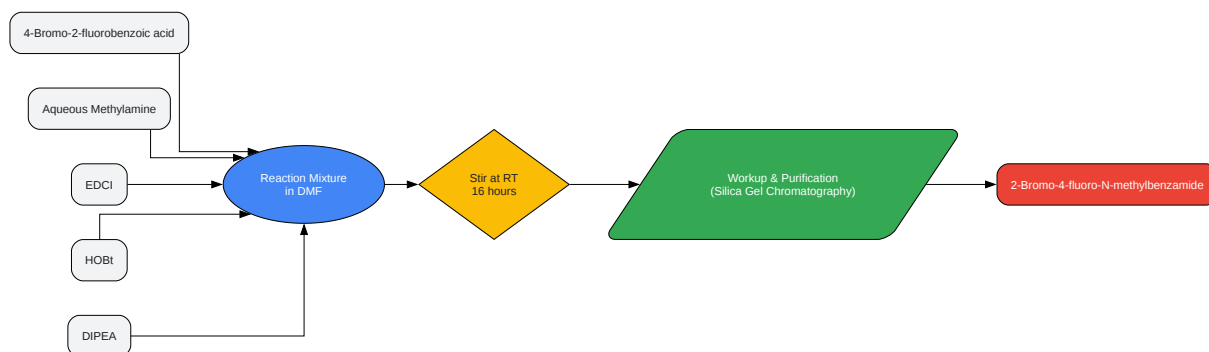 4-Bromo-2-fluorobenzoic acid
Aqueous Methylamine
EDCI
HOBt
DIPEA
Reaction Mixture
in DMF
Stir at RT
16 hours
Workup & Purification
(Silica Gel Chromatography)
2-Bromo-4-fluoro-N-methylbenzamide